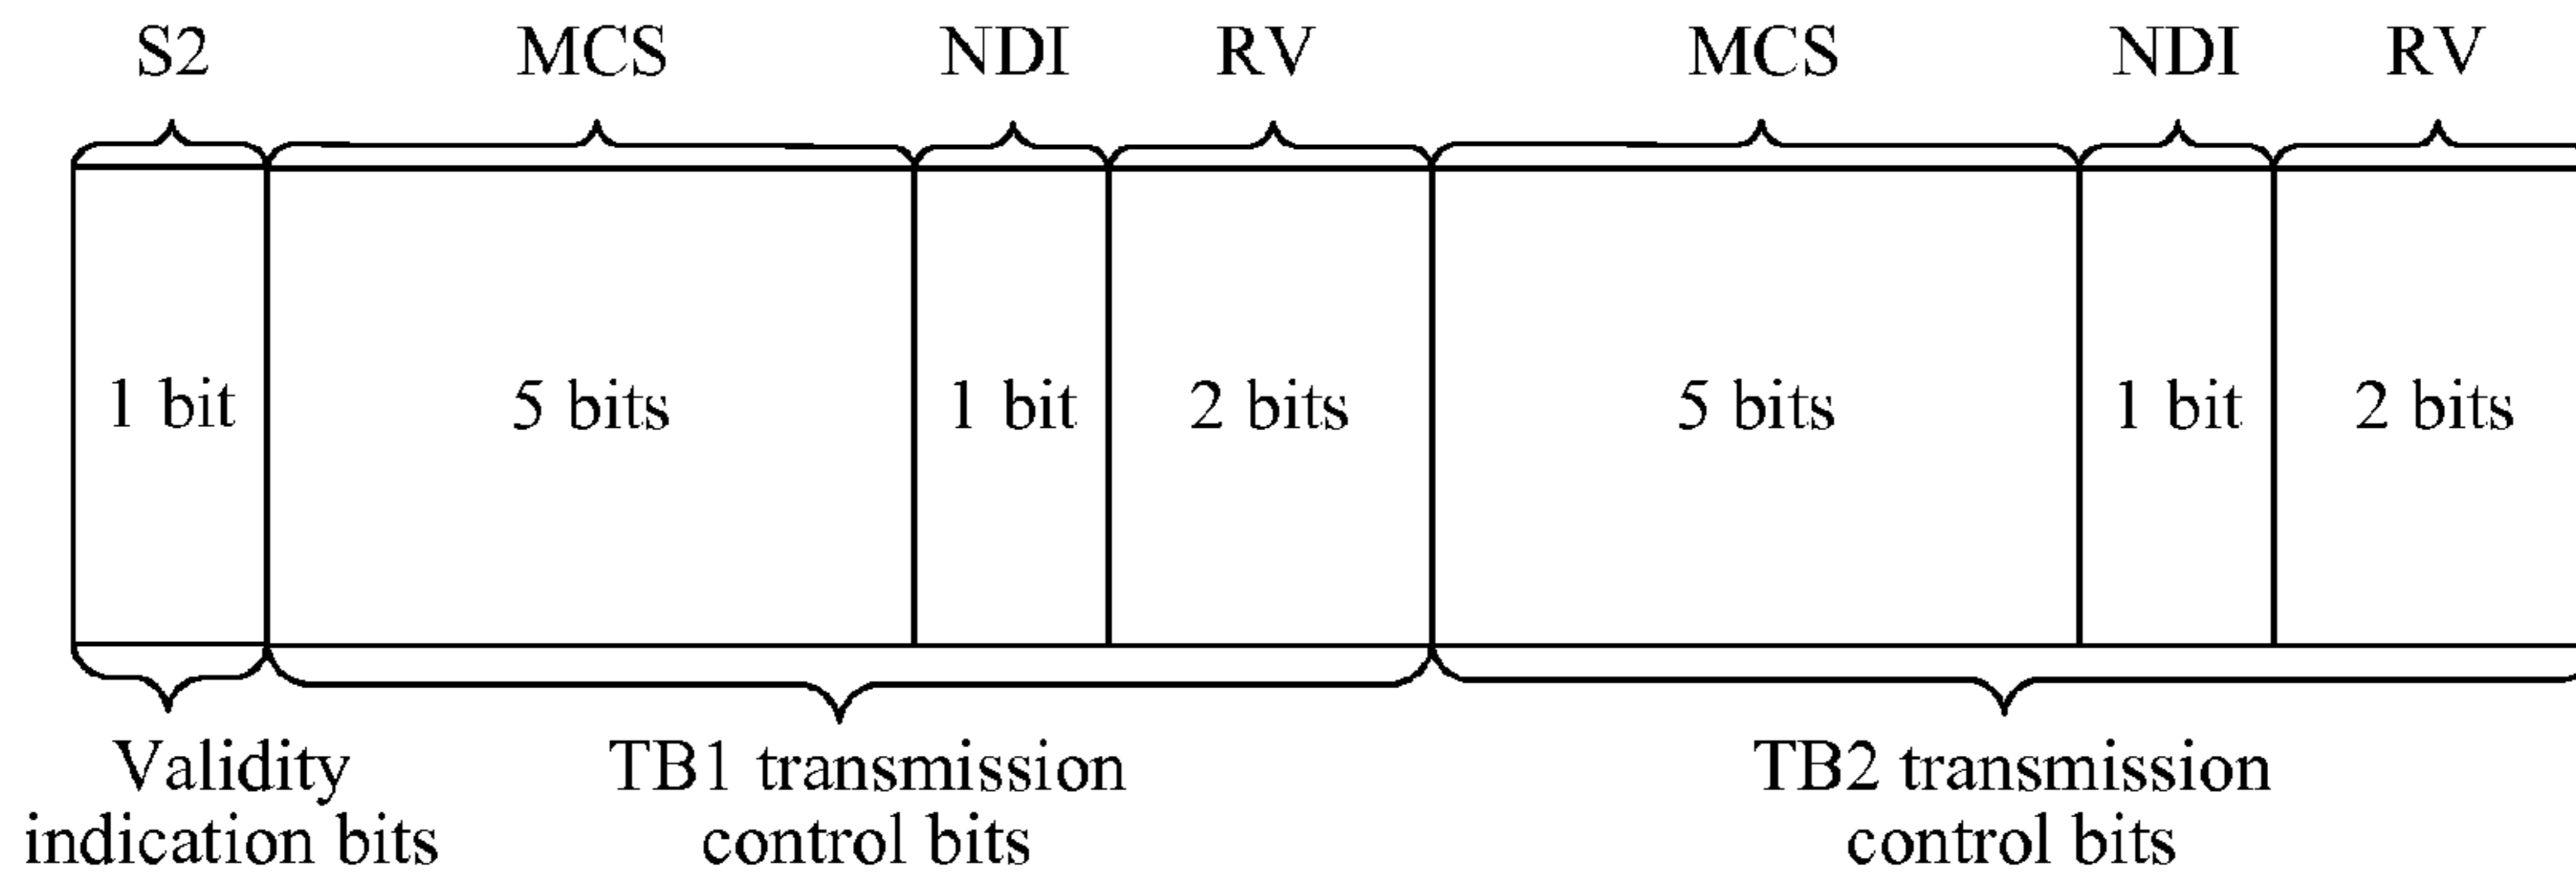 S2 MCS NDI RV MCS NDI RV
1 bit 5 bits 1 bit 2 bits 5 bits 1 bit 2 bits
Validity indication bits
TB1 transmission control bits
TB2 transmission control bits